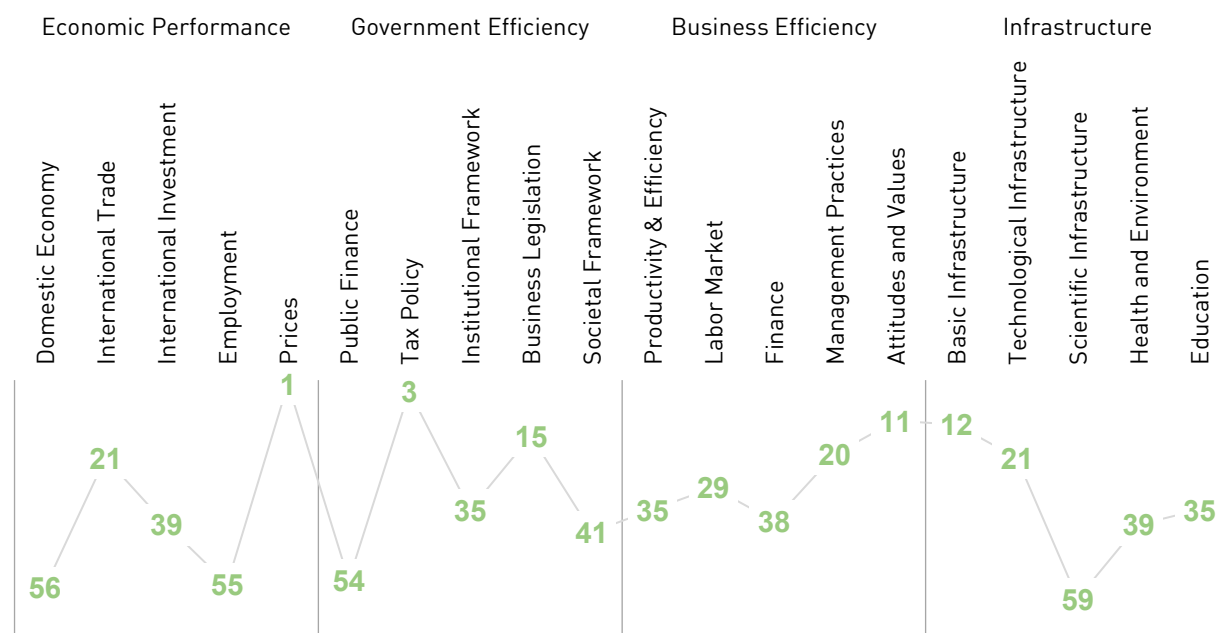 Economic Performance
Government Efficiency
Business Efficiency
Infrastructure
Domestic Economy
International Trade
International Investment
Employment
Prices
Public Finance
Tax Policy
Institutional Framework
Business Legislation
Societal Framework
Productivity & Efficiency
Labor Market
Finance
Management Practices
Attitudes and Values
Basic Infrastructure
Technological Infrastructure
Scientific Infrastructure
Health and Environment
Education
56
21
39
55
1
54
3
35
15
41
35
29
38
20
11
12
21
59
39
35